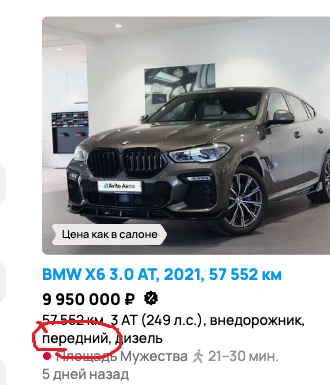 Avito Авто
Цена как в салоне
BMW X6 3.0 AT, 2021, 57 552 км
9 950 000 ₽
57 552 км, 3 AT (249 л.с.), внедорожник,
передний, дизель
Площадь Мужества 21–30 мин.
5 дней назад